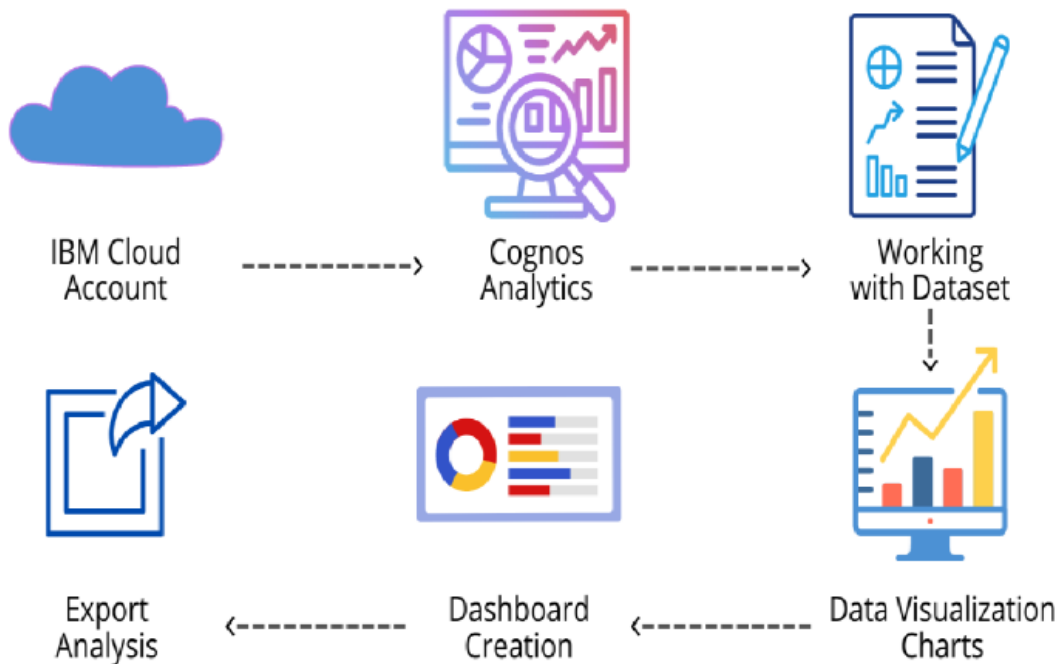 IBM Cloud
Account
Cognos
Analytics
Working
with Dataset
Export
Analysis
Dashboard
Creation
Data Visualization
Charts